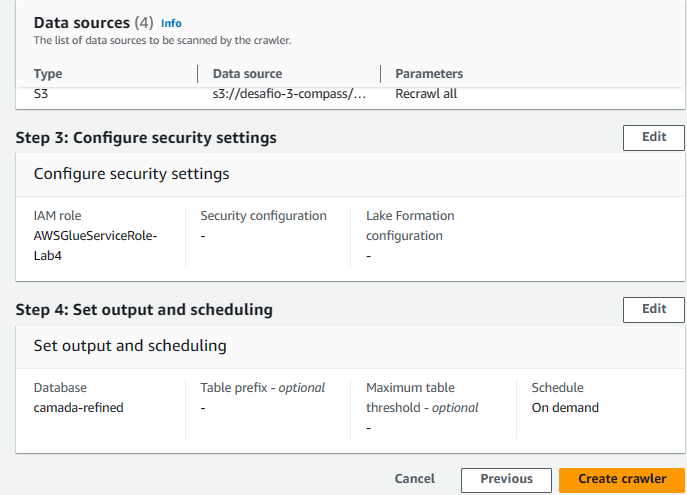 Data sources (4) Info
The list of data sources to be scanned by the crawler.
Type Data source Parameters
S3 s3://desafio-3-compass/... Recrawl all
Step 3: Configure security settings Edit
Configure security settings
IAM role Security configuration Lake Formation
AWSGlueServiceRole- - configuration
Lab4 -
Step 4: Set output and scheduling Edit
Set output and scheduling
Database Table prefix - optional Maximum table Schedule
camada-refined - threshold - optional On demand
-
Cancel Previous Create crawler